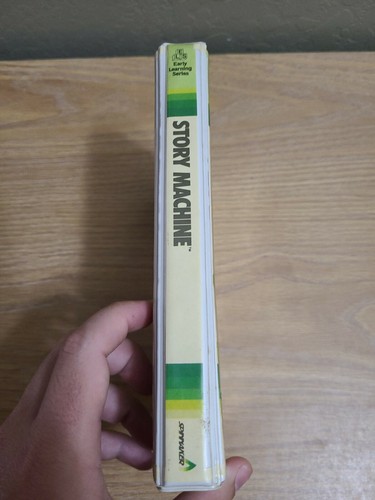 Early
Learning
Series
STORY MACHINE™
SPINNAKER